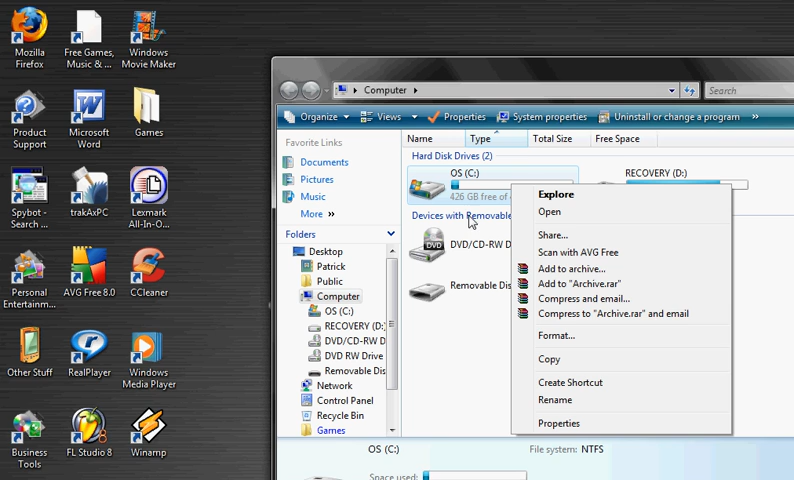 Mozilla
Firefox
Free Games,
Music & ...
Windows
Movie Maker
Product
Support
Microsoft
Word
Games
Spybot -
Search ...
trakAxPC
Lexmark
All-In-O...
Personal
Entertainm...
AVG Free 8.0
CCleaner
Other Stuff
RealPlayer
Windows
Media Player
Business
Tools
FL Studio 8
Winamp
Computer
Search
Organize Views Properties System properties Uninstall or change a program »
Favorite Links
Documents
Pictures
Music
More »
Folders
Desktop
Patrick
Public
Computer
OS (C:)
RECOVERY (D:)
DVD/CD-RW D
DVD RW Drive
Removable Dis
Network
Control Panel
Recycle Bin
Games
Name Type Total Size Free Space
Hard Disk Drives (2)
OS (C:)
426 GB free of
RECOVERY (D:)
Devices with Removable
DVD
DVD/CD-RW D
Removable Dis
Explore
Open
Share...
Scan with AVG Free
Add to archive...
Add to "Archive.rar"
Compress and email...
Compress to "Archive.rar" and email
Format...
Copy
Create Shortcut
Rename
Properties
OS (C:) File system: NTFS
Space used: